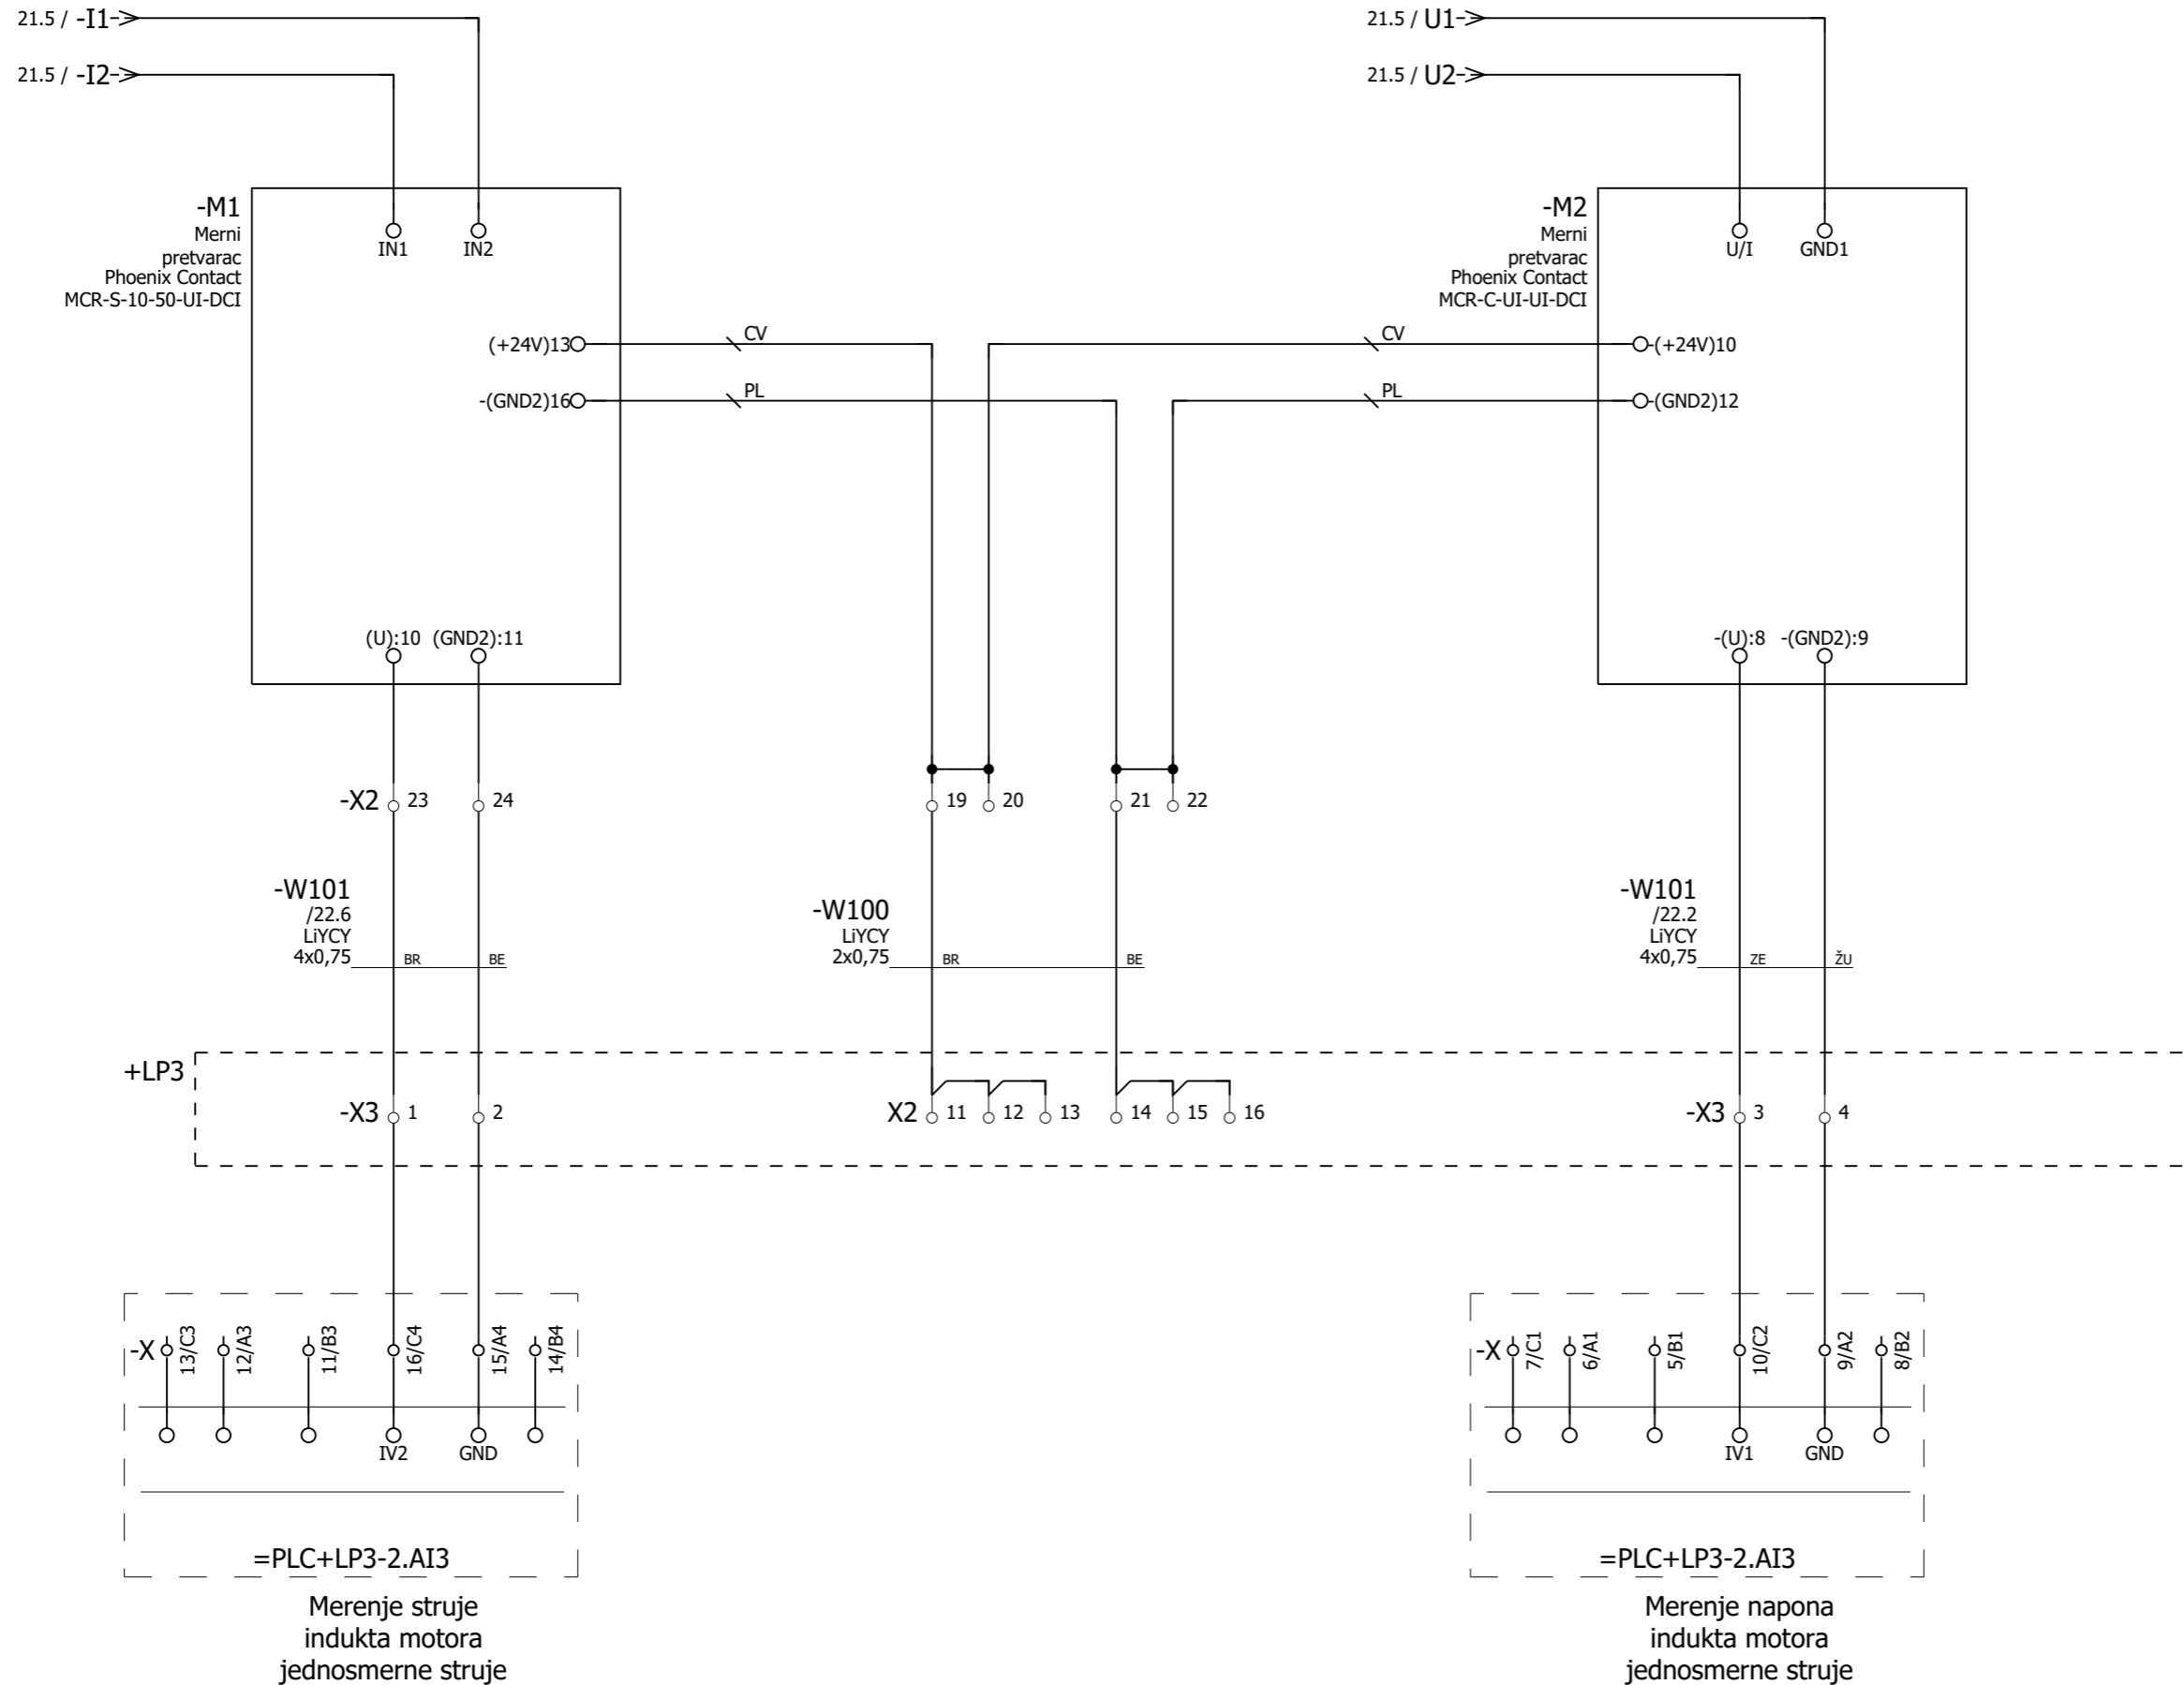 21.5 / -I1
21.5 / U1
21.5 / -I2
21.5 / U2
-M1
Merni
pretvarac
Phoenix Contact
MCR-S-10-50-UI-DCI
IN1 IN2
-M2
Merni
pretvarac
Phoenix Contact
MCR-C-UI-UI-DCI
U/I GND1
(+24V)13
CV
CV
-(+24V)10
-(GND2)16
PL
PL
-(GND2)12
(U):10 (GND2):11
-(U):8 -(GND2):9
-X2 23 24
19 20 21 22
-W101
/22.6
LiYCY
4x0,75
BR BE
-W100
LiYCY
2x0,75
BR BE
-W101
/22.2
LiYCY
4x0,75
ZE ŽU
+LP3
-X3 1 2
X2 11 12 13 14 15 16
-X3 3 4
-X 13/C3 12/A3 11/B3 16/C4 15/A4 14/B4
IV2 GND
=PLC+LP3-2.AI3
Merenje struje
indukta motora
jednosmerne struje
-X 7/C1 6/A1 5/B1 10/C2 9/A2 8/B2
IV1 GND
=PLC+LP3-2.AI3
Merenje napona
indukta motora
jednosmerne struje